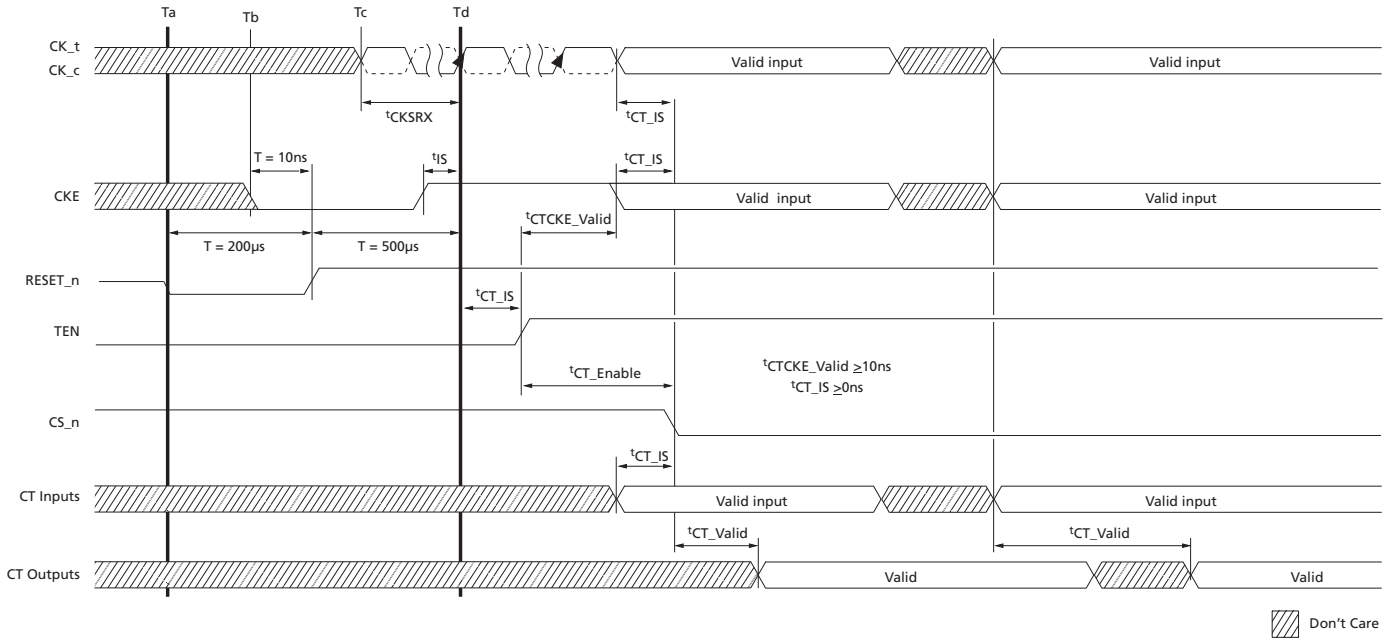 Ta
Tb
Tc
Td
CK_t
CK_c
Valid input
Valid input
tCKSRX
tCT_IS
T = 10ns
tIS
tCT_IS
CKE
Valid input
Valid input
tCTCKE_Valid
T = 200µs
T = 500µs
RESET_n
tCT_IS
TEN
tCT_Enable
tCTCKE_Valid ≥10ns
tCT_IS ≥0ns
CS_n
tCT_IS
CT Inputs
Valid input
Valid input
tCT_Valid
tCT_Valid
CT Outputs
Valid
Valid
Don't Care